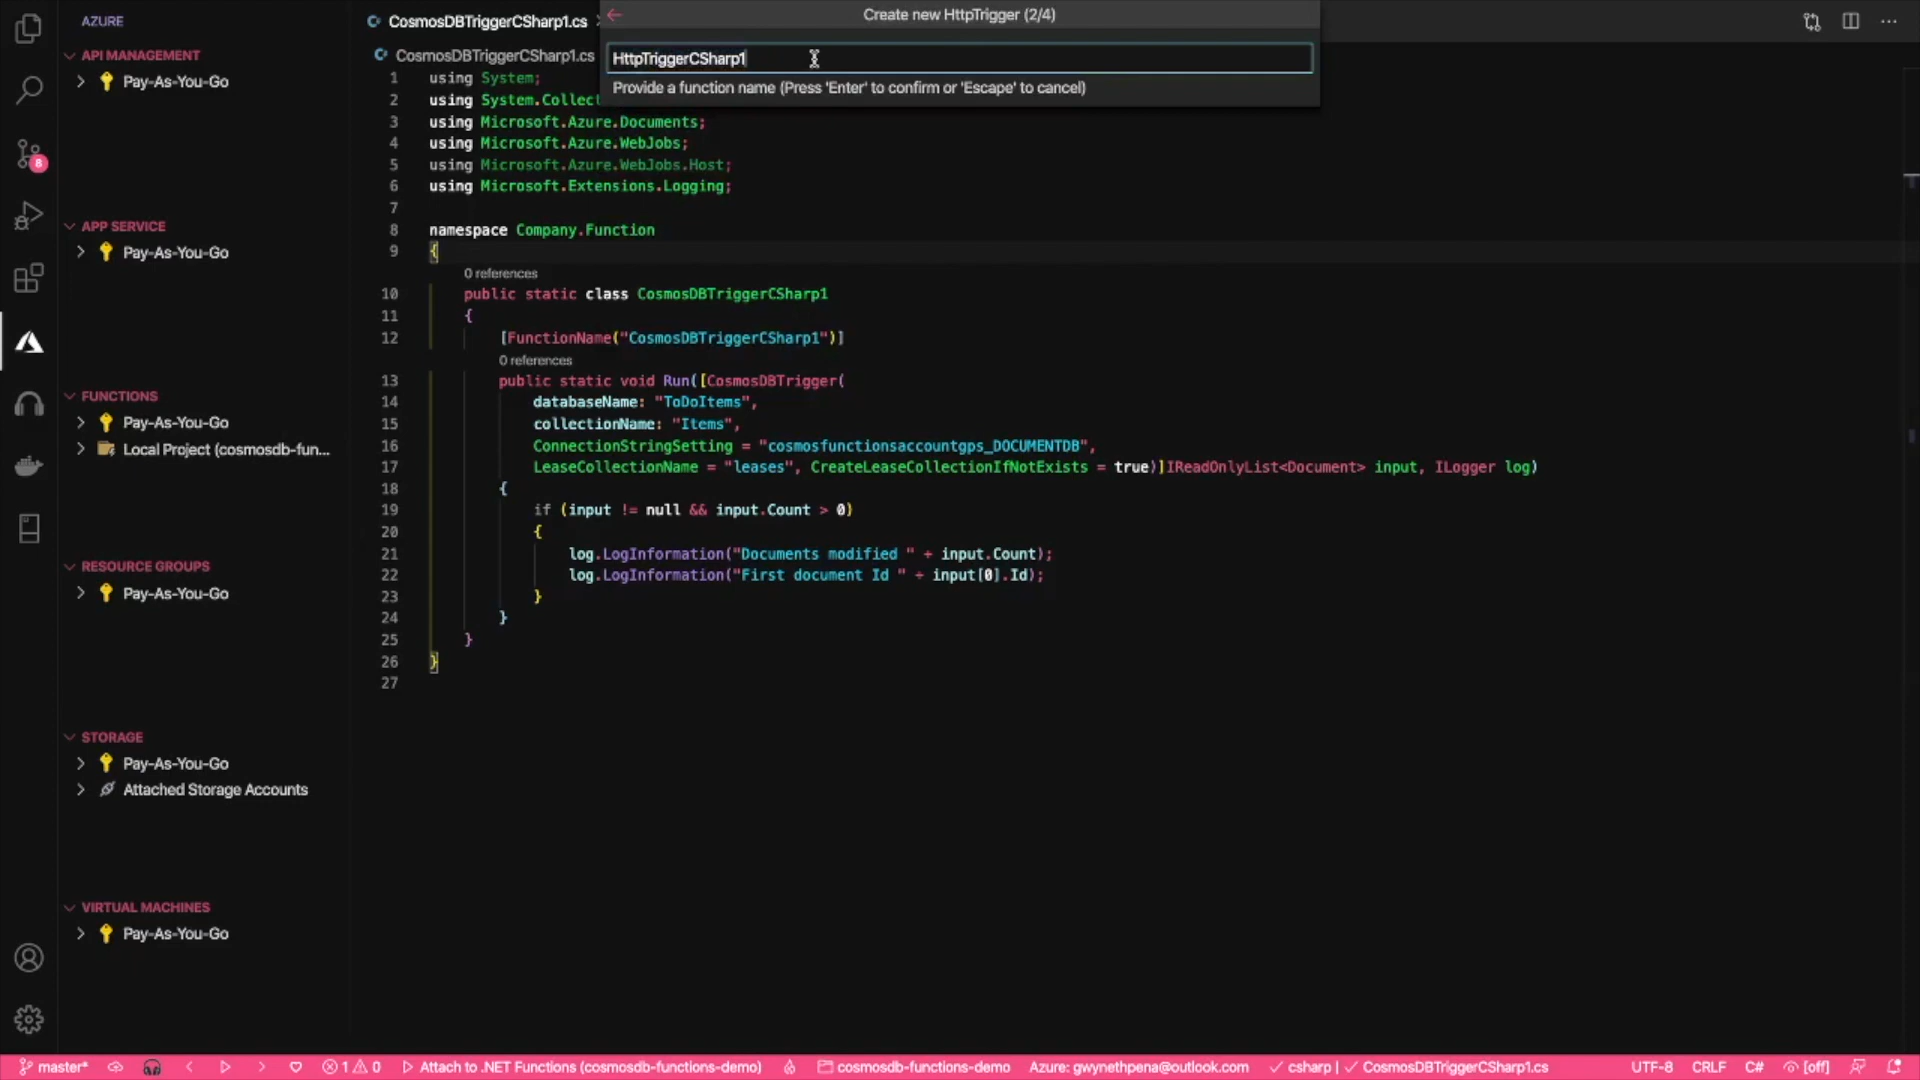 AZURE
CosmosDBTriggerCSharp1.cs
Create new HttpTrigger (2/4)
HttpTriggerCSharp1
Provide a function name (Press 'Enter' to confirm or 'Escape' to cancel)
API MANAGEMENT
Pay-As-You-Go
8
APP SERVICE
Pay-As-You-Go
FUNCTIONS
Pay-As-You-Go
Local Project (cosmosdb-fun...
RESOURCE GROUPS
Pay-As-You-Go
STORAGE
Pay-As-You-Go
Attached Storage Accounts
VIRTUAL MACHINES
Pay-As-You-Go
CosmosDBTriggerCSharp1.cs
1 using System;
2 using System.Collect
3 using Microsoft.Azure.Documents;
4 using Microsoft.Azure.WebJobs;
5 using Microsoft.Azure.WebJobs.Host;
6 using Microsoft.Extensions.Logging;
7
8 namespace Company.Function
9 {
0 references
10 public static class CosmosDBTriggerCSharp1
11 {
12 [FunctionName("CosmosDBTriggerCSharp1")]
0 references
13 public static void Run([CosmosDBTrigger(
14 databaseName: "ToDoItems",
15 collectionName: "Items",
16 ConnectionStringSetting = "cosmosfunctionsaccountgps_DOCUMENTDB",
17 LeaseCollectionName = "leases", CreateLeaseCollectionIfNotExists = true)]IReadOnlyList<Document> input, ILogger log)
18 {
19 if (input != null && input.Count > 0)
20 {
21 log.LogInformation("Documents modified " + input.Count);
22 log.LogInformation("First document Id " + input[0].Id);
23 }
24 }
25 }
26 }
27
master* 1 0 Attach to .NET Functions (cosmosdb-functions-demo) cosmosdb-functions-demo Azure: gwynethpena@outlook.com csharp | CosmosDBTriggerCSharp1.cs UTF-8 CRLF C# [off]